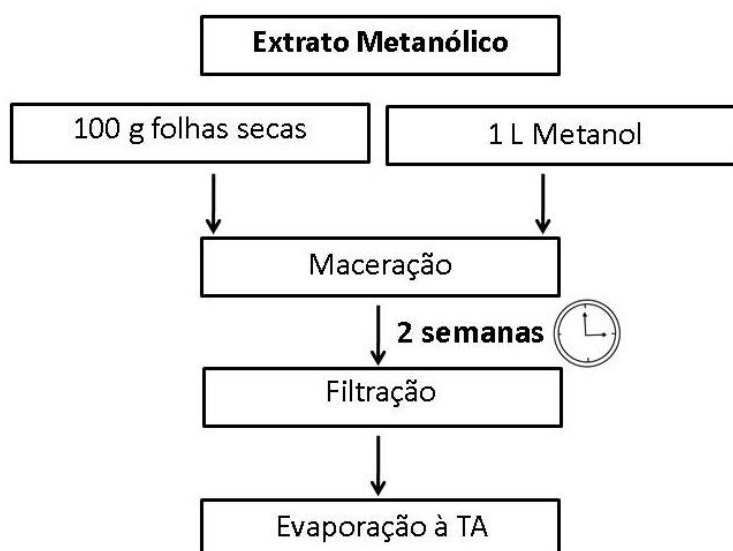 Extrato Metanólico
100 g folhas secas
1 L Metanol
Maceração
2 semanas
Filtração
Evaporação à TA